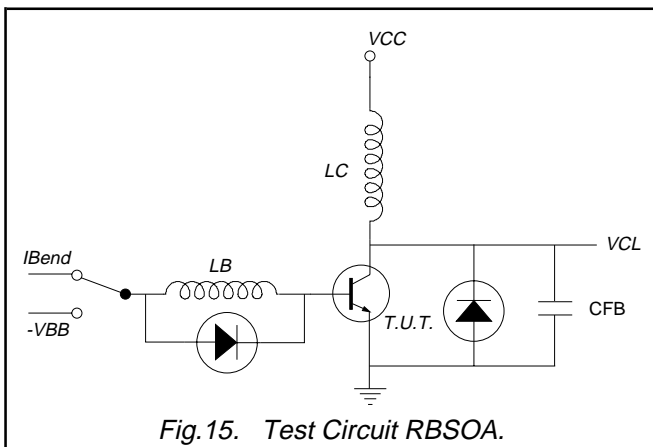 VCC
LC
VCL
IBend
LB
-VBB
T.U.T.
CFB
Fig.15. Test Circuit RBSOA.